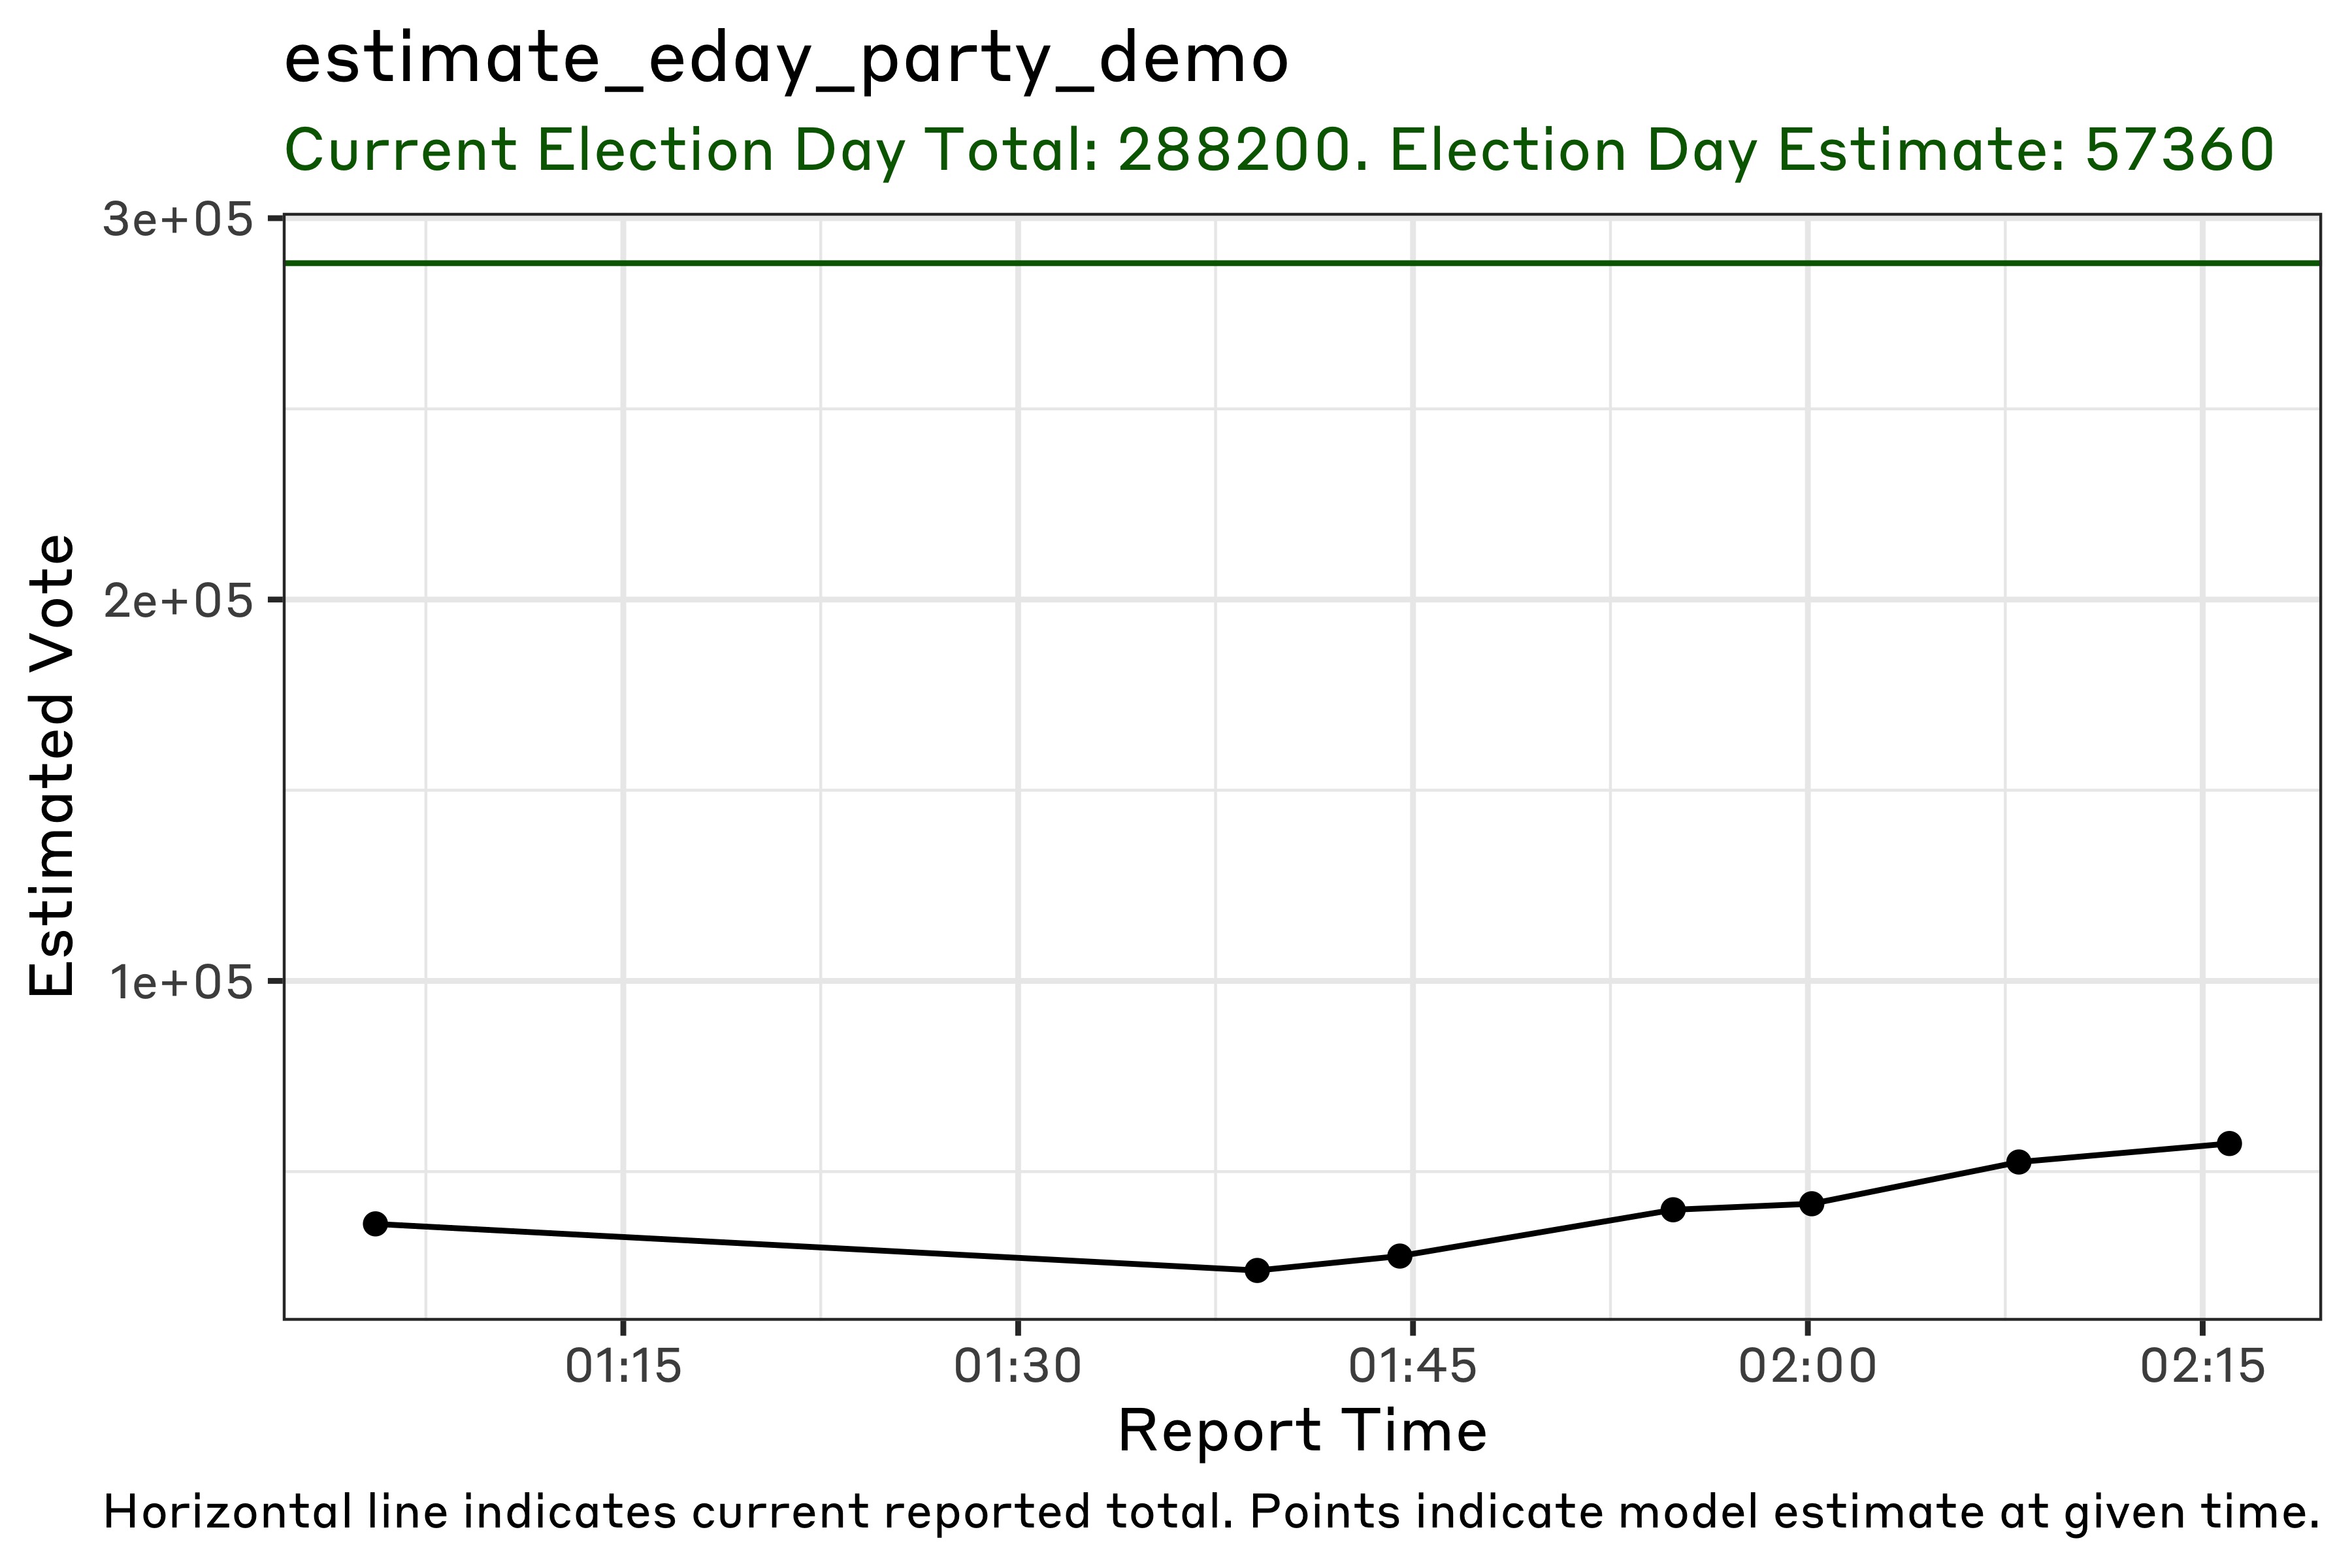 estimate_eday_party_demo
Current Election Day Total: 288200. Election Day Estimate: 57360
3e+05
2e+05
1e+05
Estimated Vote
01:15 01:30 01:45 02:00 02:15
Report Time
Horizontal line indicates current reported total. Points indicate model estimate at given time.